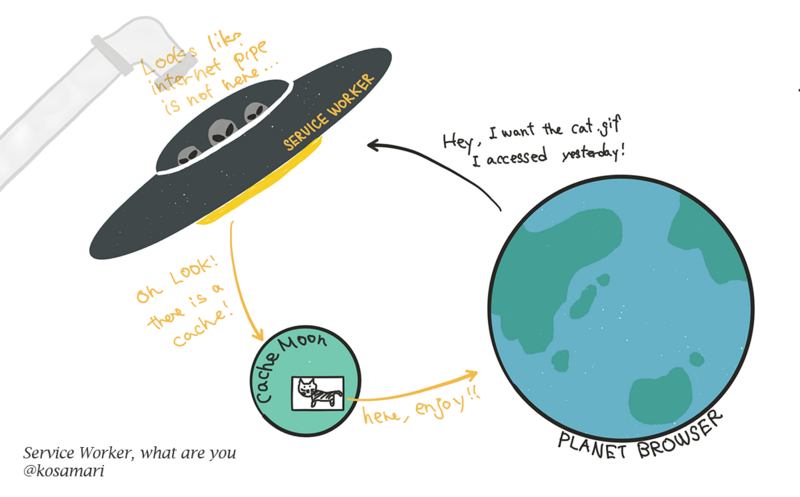 Looks like
internet pipe
is not here...
SERVICE WORKER
Hey, I want the cat.gif
I accessed yesterday!
Oh LOOK!
there is a
cache!
Cache Moon
here, enjoy!!
PLANET BROWSER
Service Worker, what are you
@kosamari